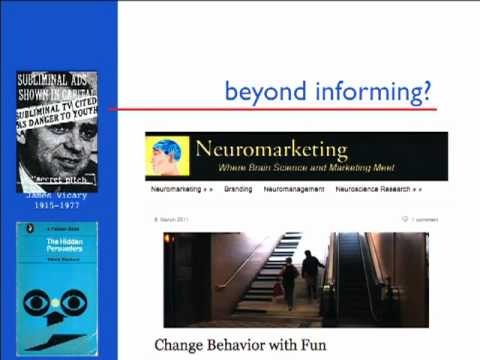 beyond informing?
SUBLIMINAL ADS
SHOWN IN CAPITAL
SUBLIMINAL TV CITED
AS DANGER TO YOUTH
secret pitch
James Vicary
1915–1977
A Pelican Book
The Hidden
Persuaders
Vance Packard
Neuromarketing
Where Brain Science and Marketing Meet
Neuromarketing » Branding Neuromanagement Neuroscience Research »
8 March 2011 1 comment
Change Behavior with Fun